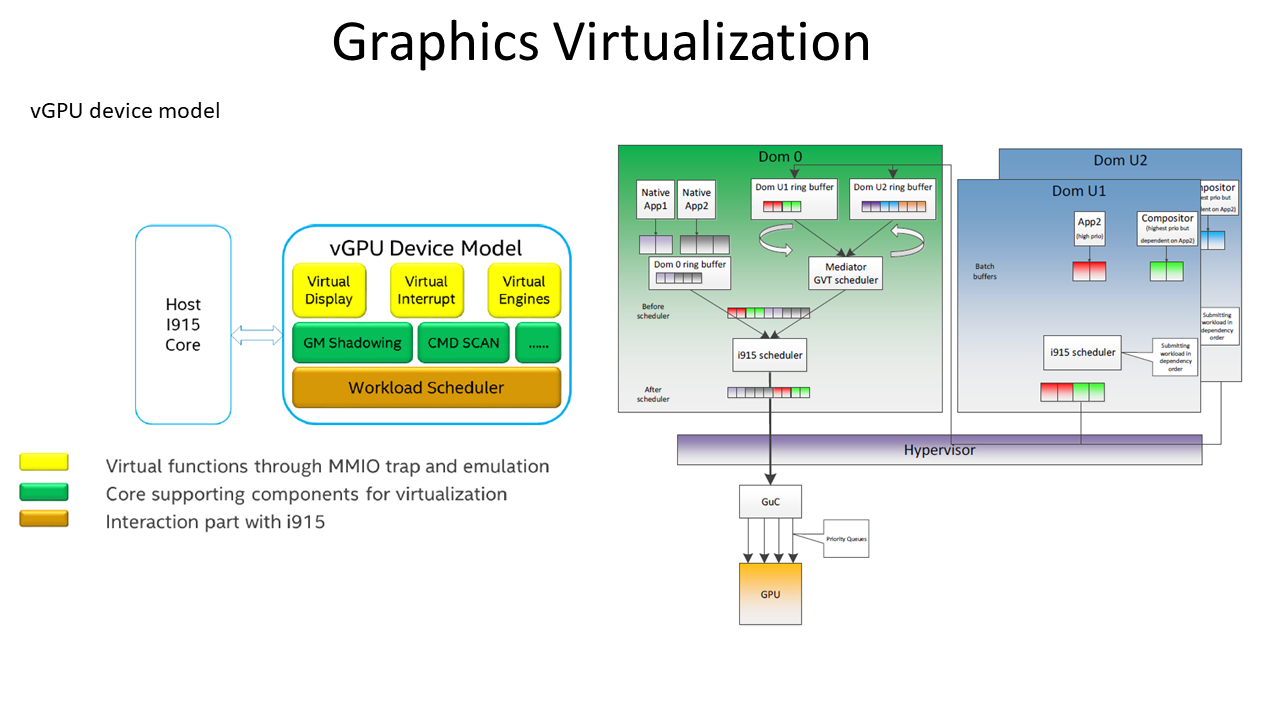 Graphics Virtualization
vGPU device model
Host
I915
Core
vGPU Device Model
Virtual
Display
Virtual
Interrupt
Virtual
Engines
GM Shadowing
CMD SCAN
......
Workload Scheduler
Virtual functions through MMIO trap and emulation
Core supporting components for virtualization
Interaction part with i915
Dom 0
Native
App1
Native
App2
Dom U1 ring buffer
Dom U2 ring buffer
Dom 0 ring buffer
Mediator
GVT scheduler
Before
scheduler
i915 scheduler
After
scheduler
Dom U2
Dom U1
App2
(high prio)
Compositor
(highest prio but
dependent on App2)
mpositor
est prio but
dent on App2)
Batch
buffers
i915 scheduler
Submitting
workload in
dependency
order
Submitting
workload in
dependency
order
Hypervisor
GuC
Priority Queues
GPU